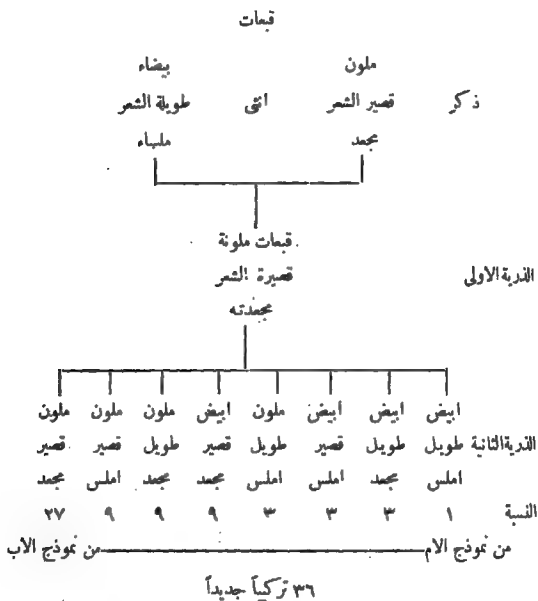 قبعات
ملون بيضاء
ذكر قصير الشعر انثى طويلة الشعر
مجعد ملساء
قبعات ملونة
الذرية الاولى قصيرة الشعر
مجعدته
ابيض ابيض ابيض ملون ابيض ملون ملون ملون
الذرية الثانية طويل طويل قصير طويل قصير طويل قصير قصير
املس مجعد املس املس مجعد مجعد املس مجعد
النسبة ١ ٣ ٣ ٣ ٩ ٩ ٩ ٢٧
من نموذج الام من نموذج الاب
٣٦ تركيباً جديداً